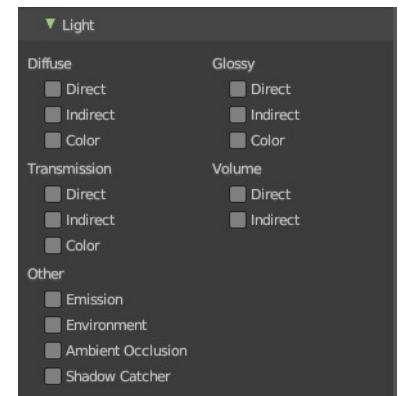 Light
Diffuse
Direct
Indirect
Color
Glossy
Direct
Indirect
Color
Transmission
Direct
Indirect
Color
Volume
Direct
Indirect
Other
Emission
Environment
Ambient Occlusion
Shadow Catcher